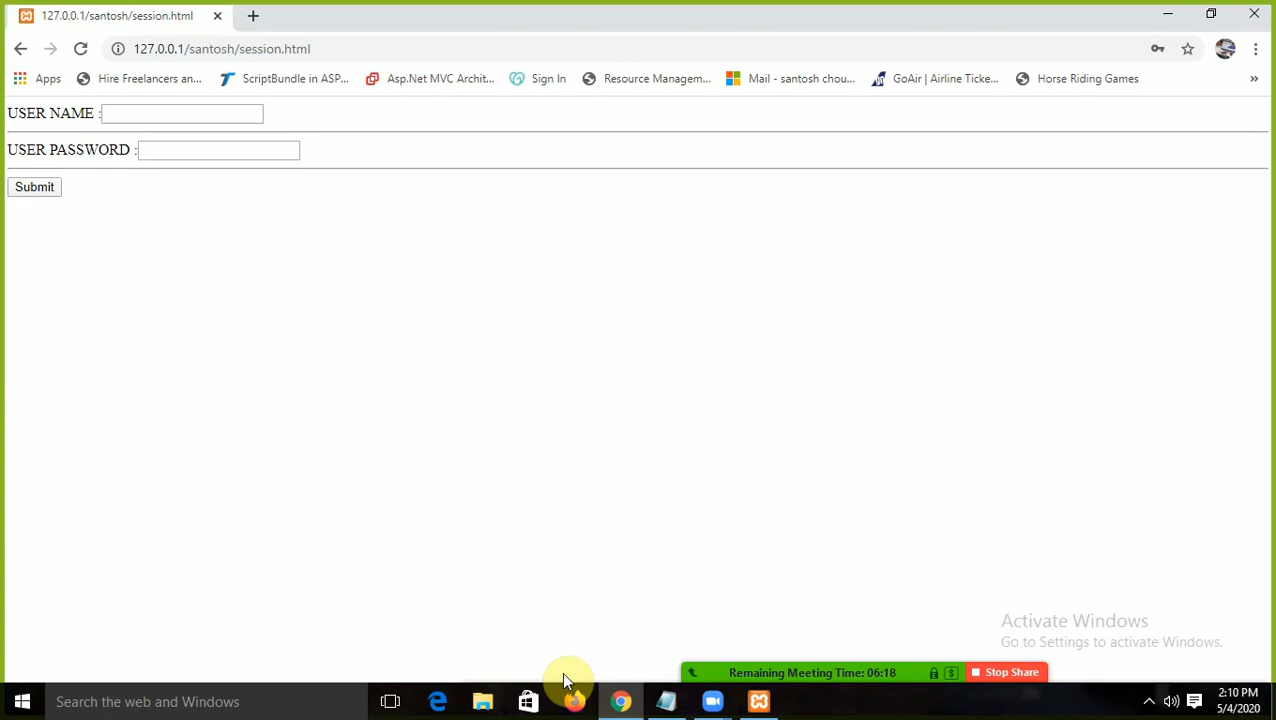 127.0.0.1/santosh/session.html
127.0.0.1/santosh/session.html
Apps Hire Freelancers an... ScriptBundle in ASP... Asp.Net MVC Archit... Sign In Resource Managem... Mail - santosh chou... GoAir | Airline Ticke... Horse Riding Games »
USER NAME :
USER PASSWORD :
Submit
Activate Windows
Go to Settings to activate Windows.
Remaining Meeting Time: 06:18 $ Stop Share
Search the web and Windows
2:10 PM
5/4/2020